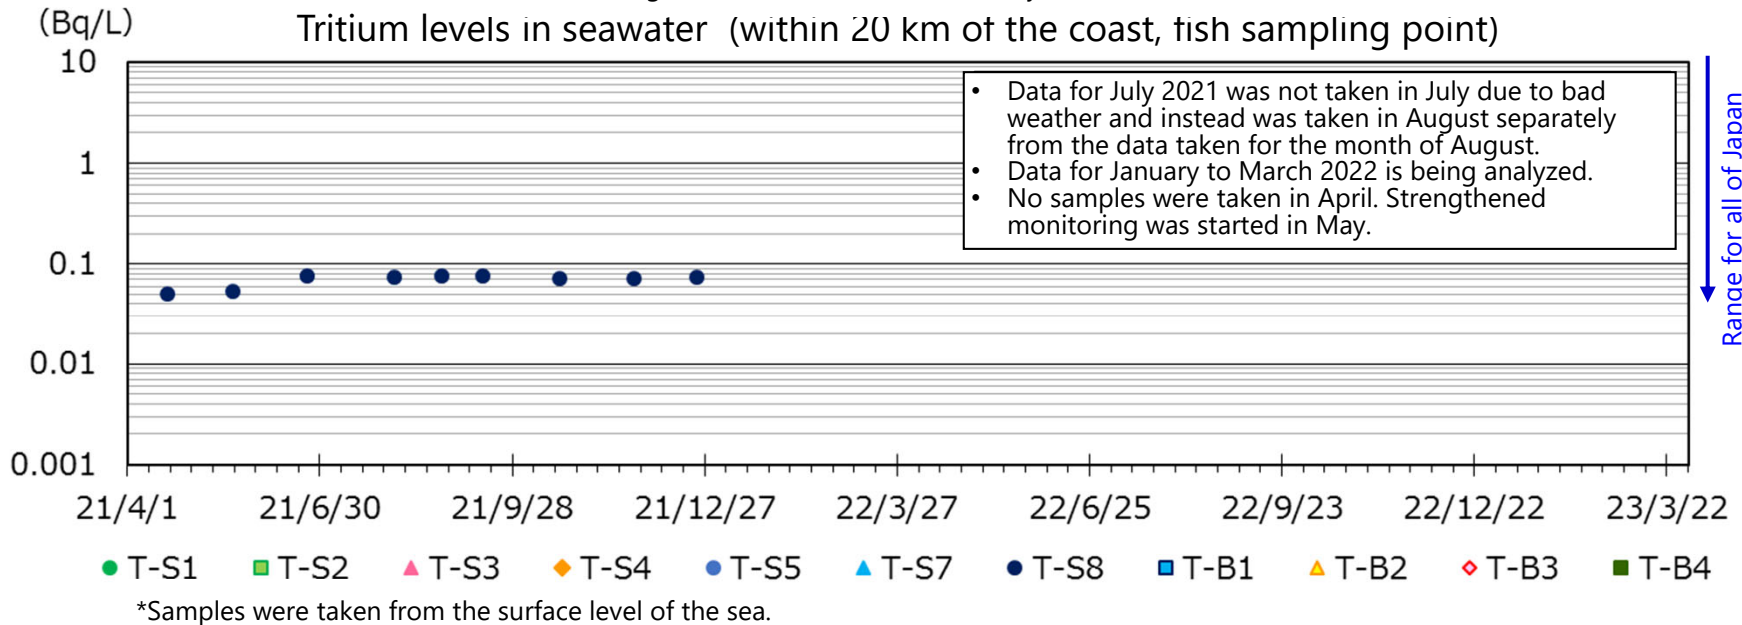 (Bq/L)
Tritium levels in seawater (within 20 km of the coast, fish sampling point)
10
1
0.1
0.01
0.001
• Data for July 2021 was not taken in July due to bad
weather and instead was taken in August separately
from the data taken for the month of August.
• Data for January to March 2022 is being analyzed.
• No samples were taken in April. Strengthened
monitoring was started in May.
Range for all of Japan
21/4/1 21/6/30 21/9/28 21/12/27 22/3/27 22/6/25 22/9/23 22/12/22 23/3/22
T-S1 T-S2 T-S3 T-S4 T-S5 T-S7 T-S8 T-B1 T-B2 T-B3 T-B4
*Samples were taken from the surface level of the sea.